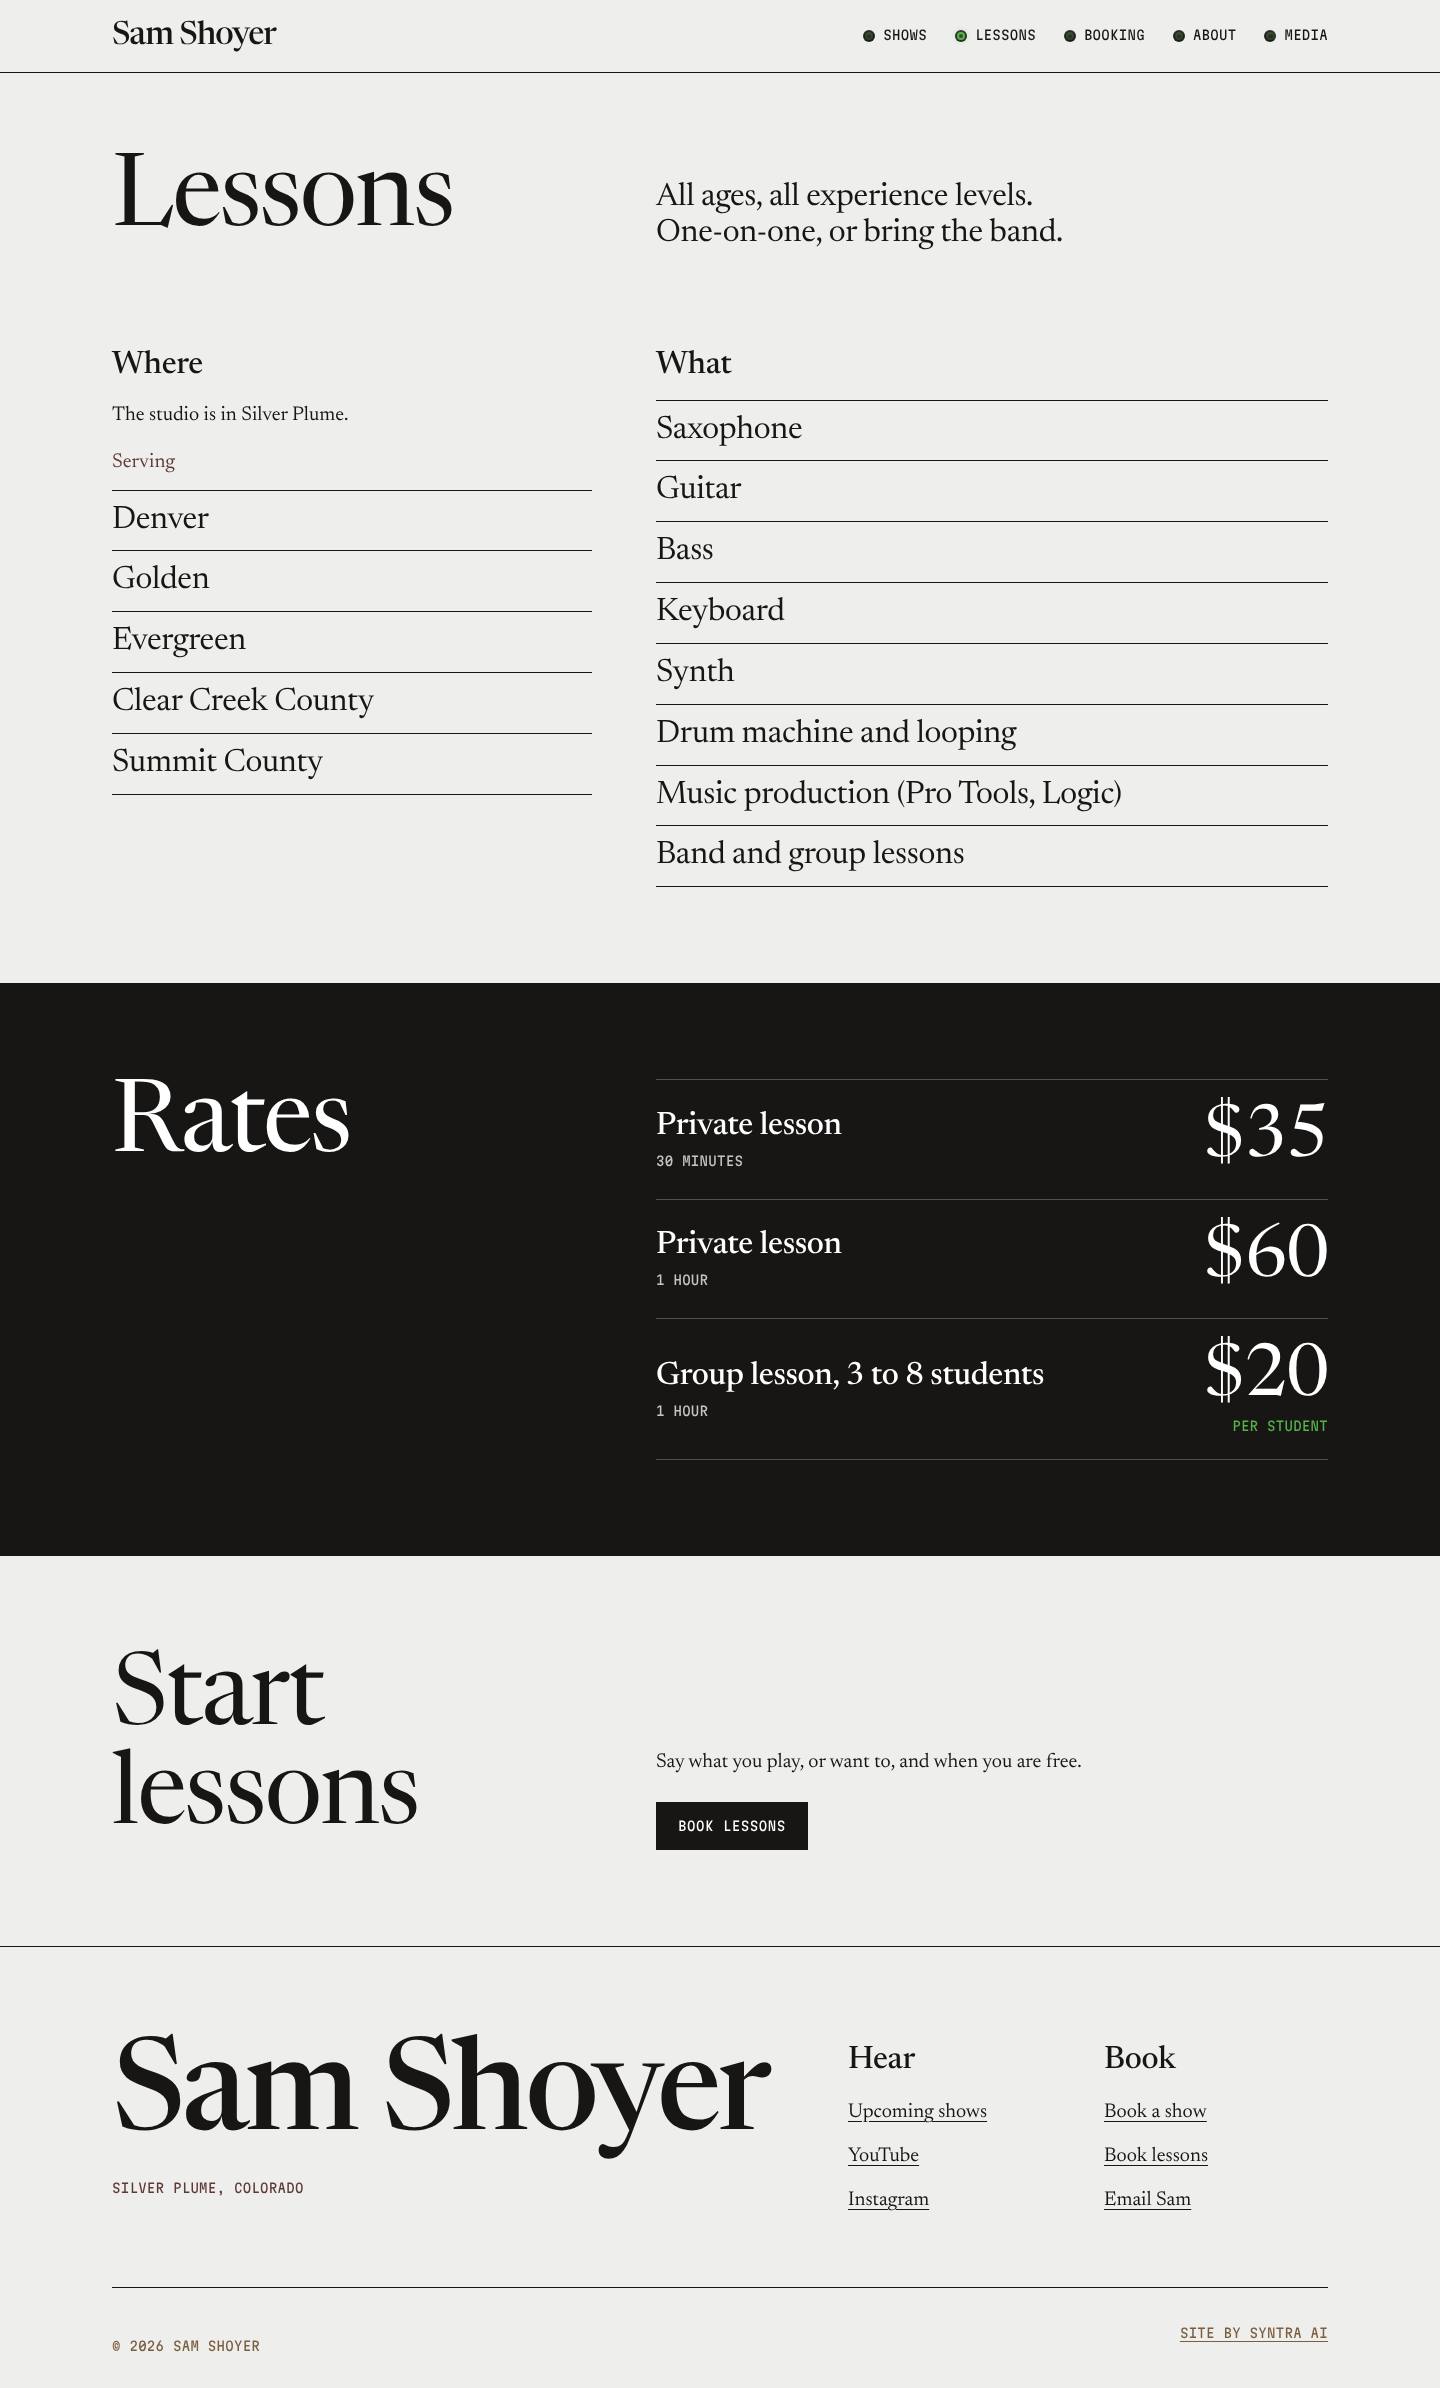 Sam Shoyer
SHOWS
LESSONS
BOOKING
ABOUT
MEDIA
Lessons
All ages, all experience levels.
One-on-one, or bring the band.
Where
The studio is in Silver Plume.
Serving
Denver
Golden
Evergreen
Clear Creek County
Summit County
What
Saxophone
Guitar
Bass
Keyboard
Synth
Drum machine and looping
Music production (Pro Tools, Logic)
Band and group lessons
Rates
Private lesson
30 MINUTES
$35
Private lesson
1 HOUR
$60
Group lesson, 3 to 8 students
1 HOUR
$20
PER STUDENT
Start
lessons
Say what you play, or want to, and when you are free.
BOOK LESSONS
Sam Shoyer
SILVER PLUME, COLORADO
Hear
Upcoming shows
YouTube
Instagram
Book
Book a show
Book lessons
Email Sam
© 2026 SAM SHOYER
SITE BY SYNTRA AI